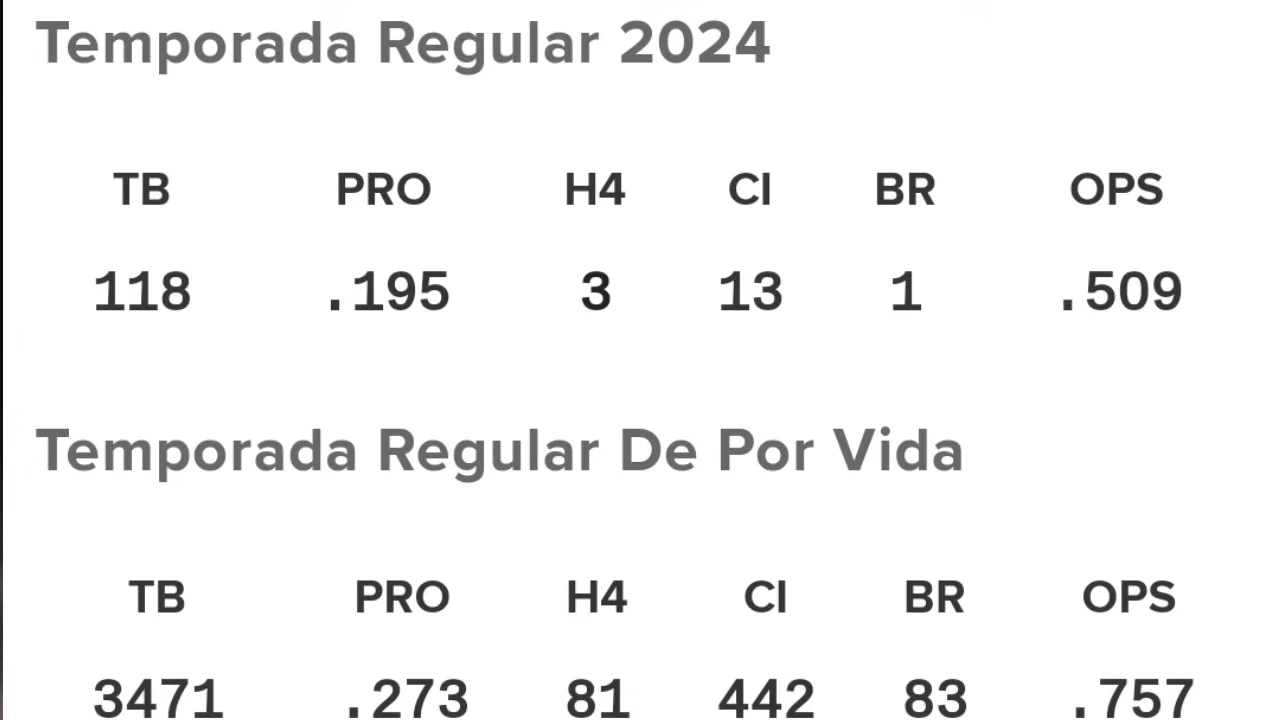 Temporada Regular 2024
TB PRO H4 CI BR OPS
118 .195 3 13 1 .509
Temporada Regular De Por Vida
TB PRO H4 CI BR OPS
3471 .273 81 442 83 .757